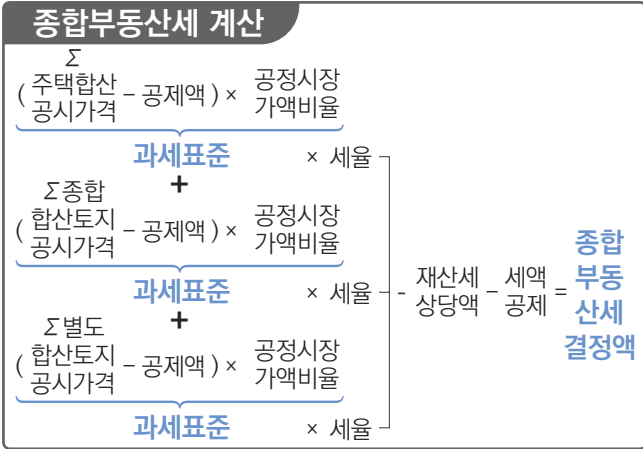 종합부동산세 계산
Σ
( 주택합산 공시가격 − 공제액 ) × 공정시장 가액비율
과세표준 × 세율
+
Σ종합
( 합산토지 공시가격 − 공제액 ) × 공정시장 가액비율
과세표준 × 세율 - 재산세 상당액 − 세액 공제 = 종합 부동 산세 결정액
+
Σ별도
( 합산토지 공시가격 − 공제액 ) × 공정시장 가액비율
과세표준 × 세율